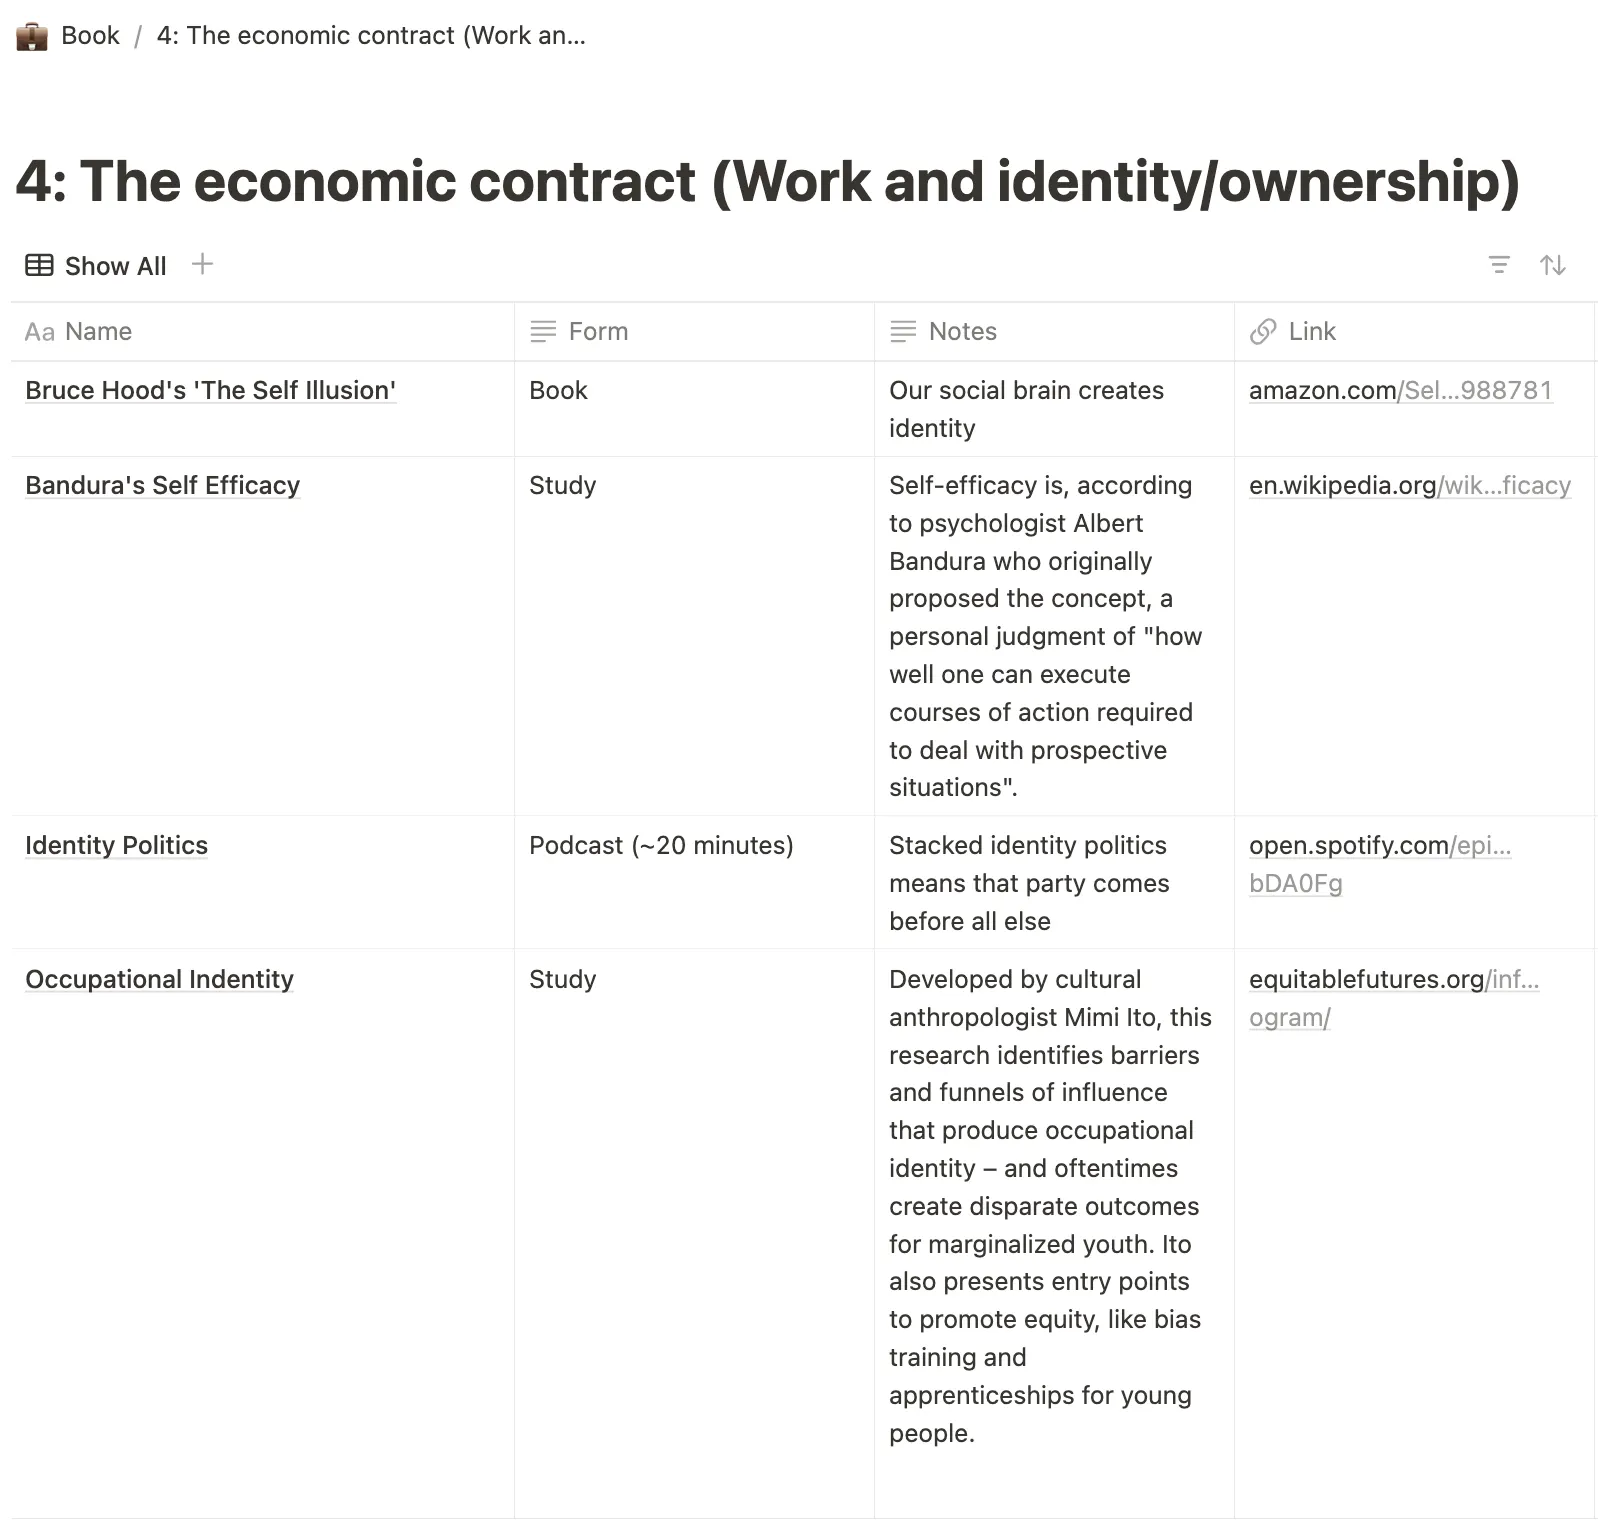 Book / 4: The economic contract (Work an...
4: The economic contract (Work and identity/ownership)
Show All +
Aa Name
Form
Notes
Link
Bruce Hood's 'The Self Illusion'
Book
Our social brain creates
identity
amazon.com/Sel...988781
Bandura's Self Efficacy
Study
Self-efficacy is, according
to psychologist Albert
Bandura who originally
proposed the concept, a
personal judgment of "how
well one can execute
courses of action required
to deal with prospective
situations".
en.wikipedia.org/wik...ficacy
Identity Politics
Podcast (~20 minutes)
Stacked identity politics
means that party comes
before all else
open.spotify.com/epi...
bDA0Fg
Occupational Indentity
Study
Developed by cultural
anthropologist Mimi Ito, this
research identifies barriers
and funnels of influence
that produce occupational
identity – and oftentimes
create disparate outcomes
for marginalized youth. Ito
also presents entry points
to promote equity, like bias
training and
apprenticeships for young
people.
equitablefutures.org/inf...
ogram/